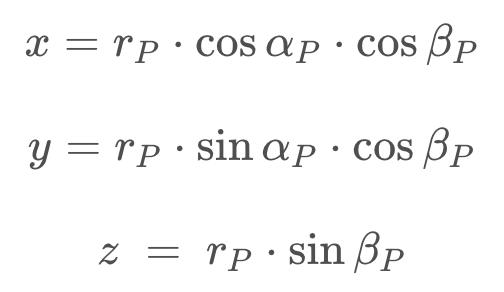 x = r_P · cos α_P · cos β_P
y = r_P · sin α_P · cos β_P
z = r_P · sin β_P